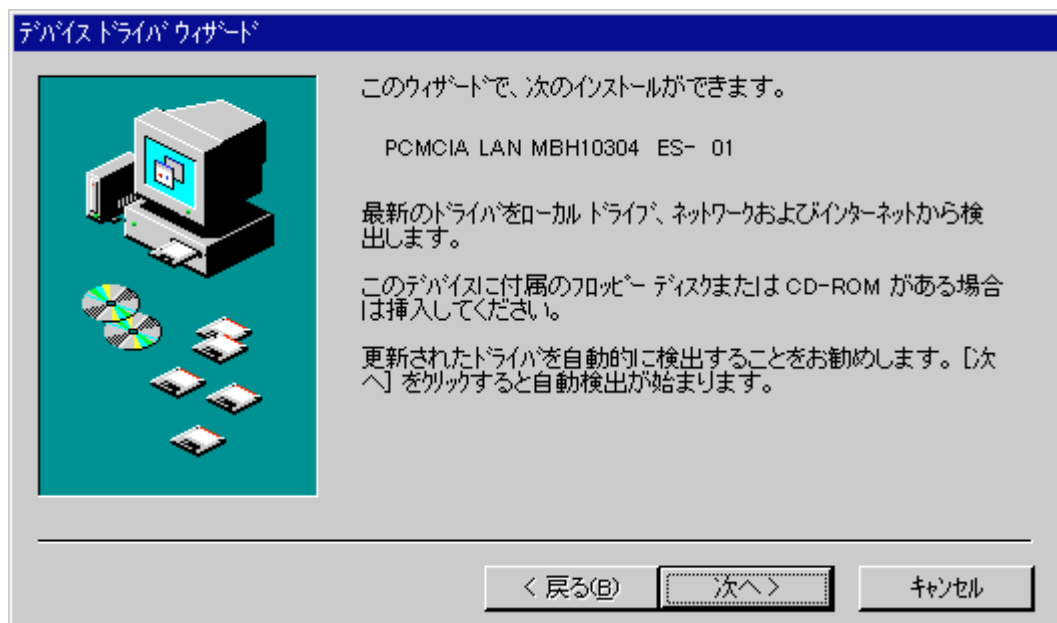 ﾃﾞﾊﾞｲｽ ﾄﾞﾗｲﾊﾞ ｳｨｻﾞｰﾄﾞ
このｳｨｻﾞｰﾄﾞで、次のｲﾝｽﾄｰﾙができます。
PCMCIA LAN MBH10304 ES- 01
最新のﾄﾞﾗｲﾊﾞをﾛｰｶﾙ ﾄﾞﾗｲﾌﾞ、ﾈｯﾄﾜｰｸおよびｲﾝﾀｰﾈｯﾄから検
出します。
このﾃﾞﾊﾞｲｽに付属のﾌﾛｯﾋﾟｰ ﾃﾞｨｽｸまたは CD-ROM がある場合
は挿入してください。
更新されたﾄﾞﾗｲﾊﾞを自動的に検出することをお勧めします。[次
へ] をｸﾘｯｸすると自動検出が始まります。
< 戻る(B) 次へ > ｷｬﾝｾﾙ